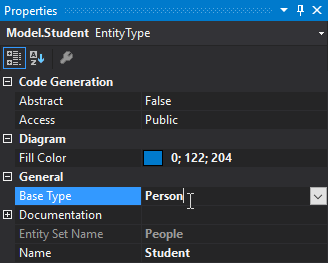 Properties
Model.Student EntityType
Code Generation
Abstract False
Access Public
Diagram
Fill Color 0; 122; 204
General
Base Type Person
Documentation
Entity Set Name People
Name Student